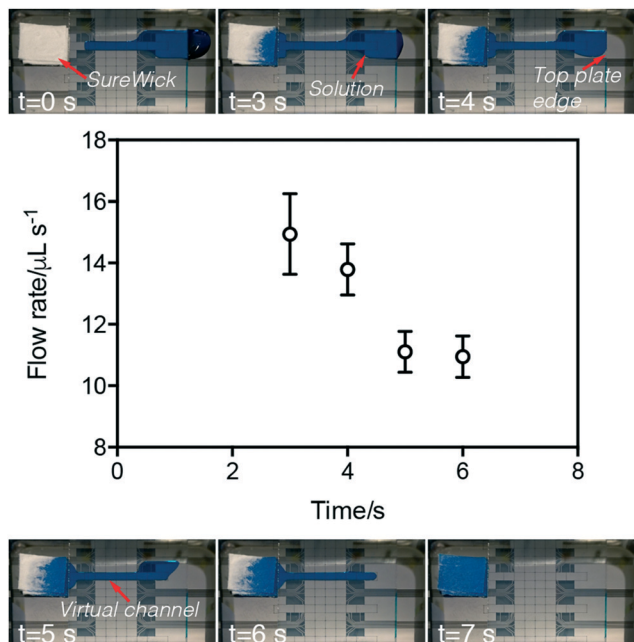 SureWick
t=0 s
Solution
t=3 s
Top plate
edge
t=4 s
Flow rate/μL s⁻¹
18
16
14
12
10
8
0
2
4
6
8
Time/s
Virtual channel
t=5 s
t=6 s
t=7 s